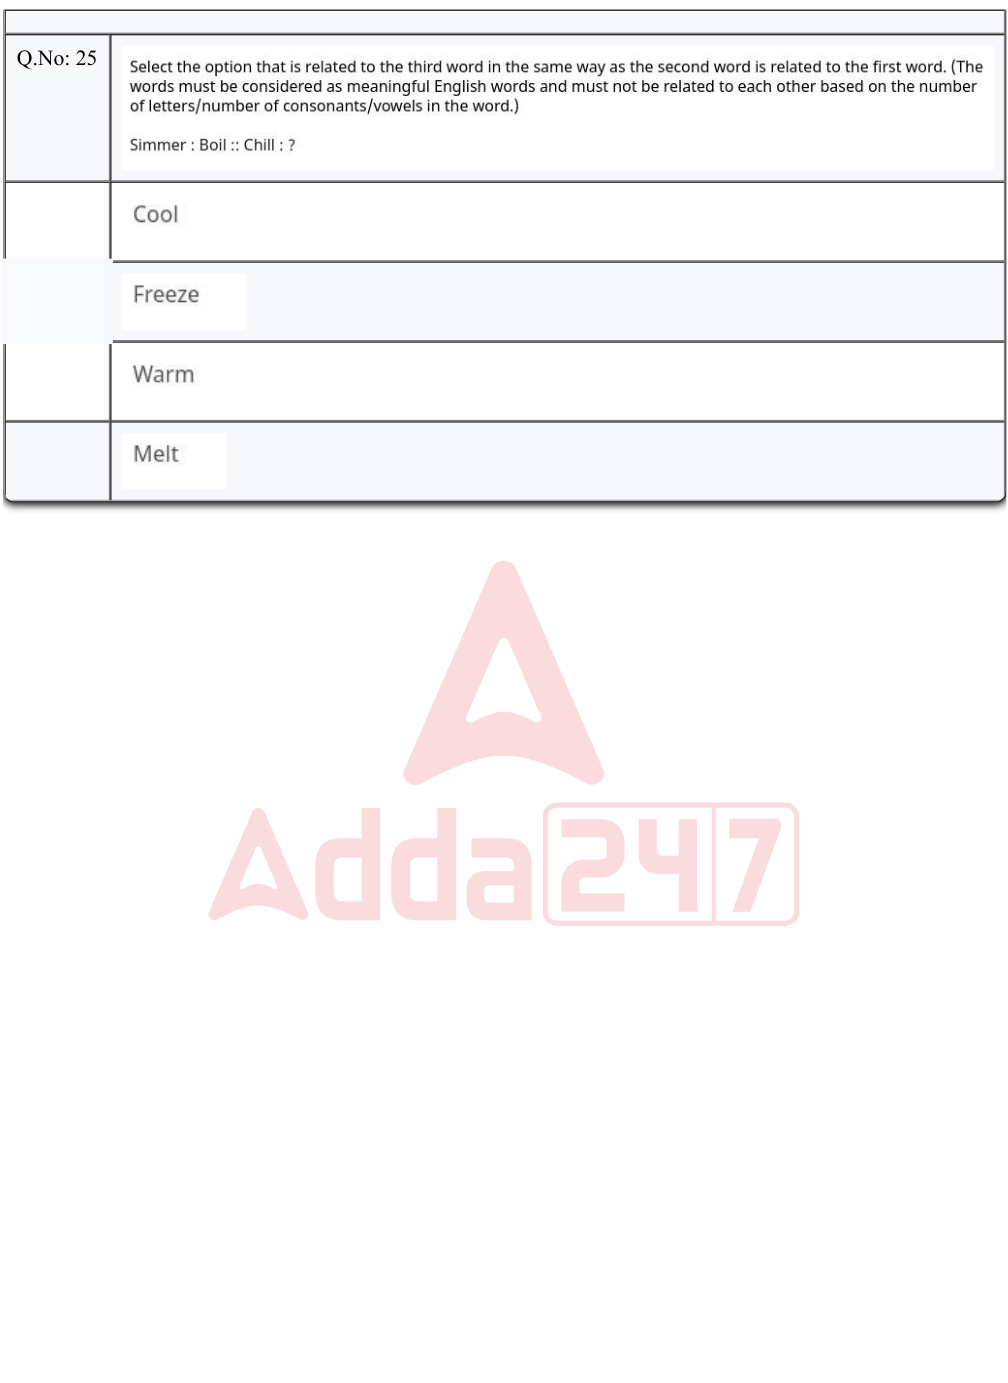 Q.No: 25
Select the option that is related to the third word in the same way as the second word is related to the first word. (The
words must be considered as meaningful English words and must not be related to each other based on the number
of letters/number of consonants/vowels in the word.)
Simmer : Boil :: Chill : ?
Cool
Freeze
Warm
Melt
Adda247